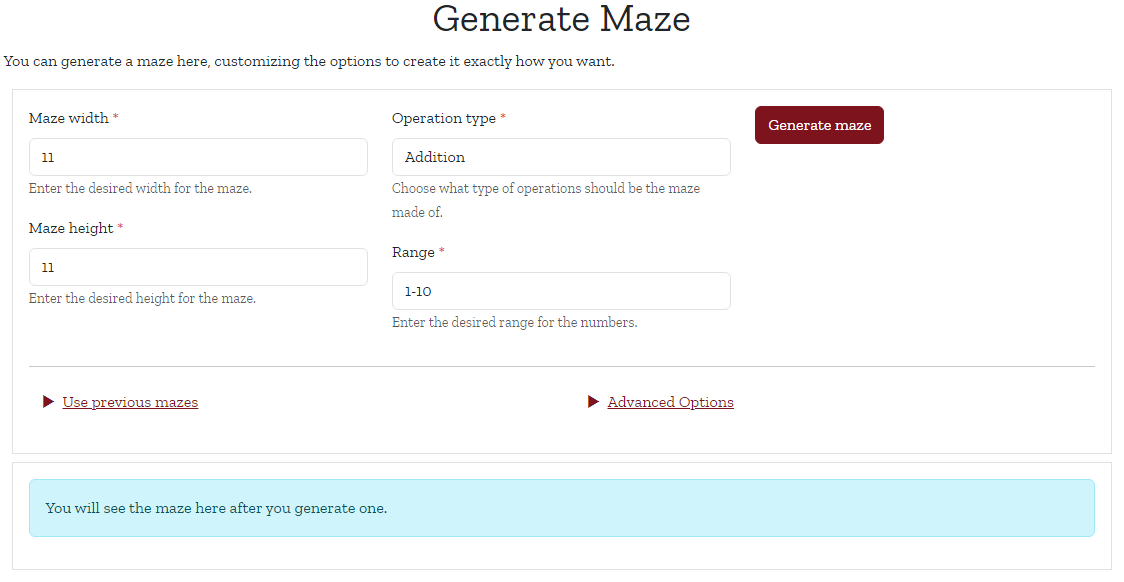 Generate Maze
You can generate a maze here, customizing the options to create it exactly how you want.
Maze width *
11
Enter the desired width for the maze.
Maze height *
11
Enter the desired height for the maze.
Operation type *
Addition
Choose what type of operations should be the maze
made of.
Range *
1-10
Enter the desired range for the numbers.
Generate maze
Use previous mazes
Advanced Options
You will see the maze here after you generate one.